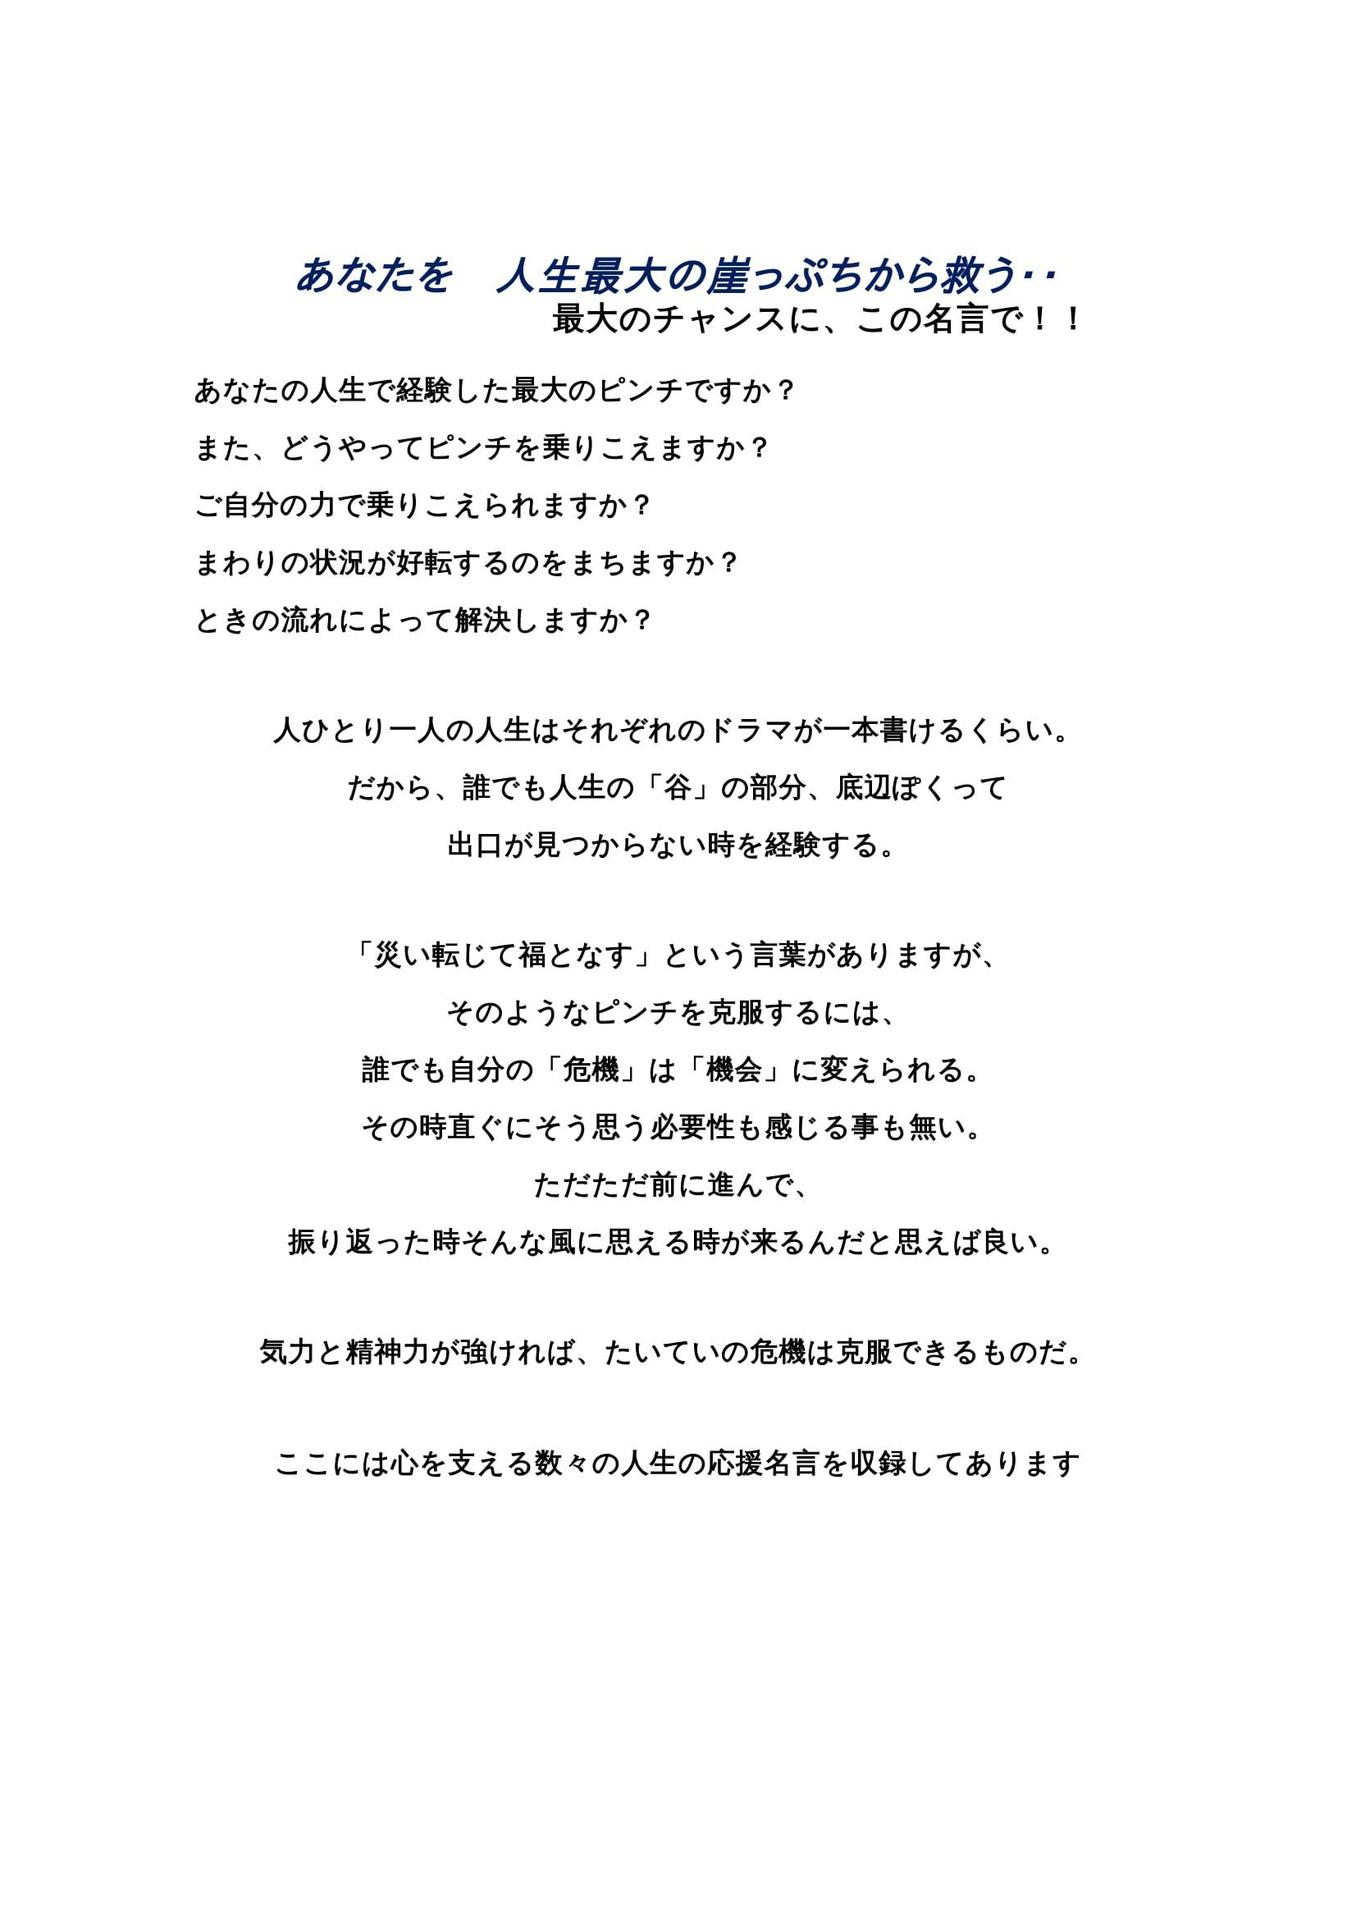 あなたを　人生最大の崖っぷちから救う‥
最大のチャンスに、この名言で！！
あなたの人生で経験した最大のピンチですか？
また、どうやってピンチを乗りこえますか？
ご自分の力で乗りこえられますか？
まわりの状況が好転するのをまちますか？
ときの流れによって解決しますか？
人ひとり一人の人生はそれぞれのドラマが一本書けるくらい。
だから、誰でも人生の「谷」の部分、底辺ぽくって
出口が見つからない時を経験する。
「災い転じて福となす」という言葉がありますが、
そのようなピンチを克服するには、
誰でも自分の「危機」は「機会」に変えられる。
その時直ぐにそう思う必要性も感じる事も無い。
ただただ前に進んで、
振り返った時そんな風に思える時が来るんだと思えば良い。
気力と精神力が強ければ、たいていの危機は克服できるものだ。
ここには心を支える数々の人生の応援名言を収録してあります